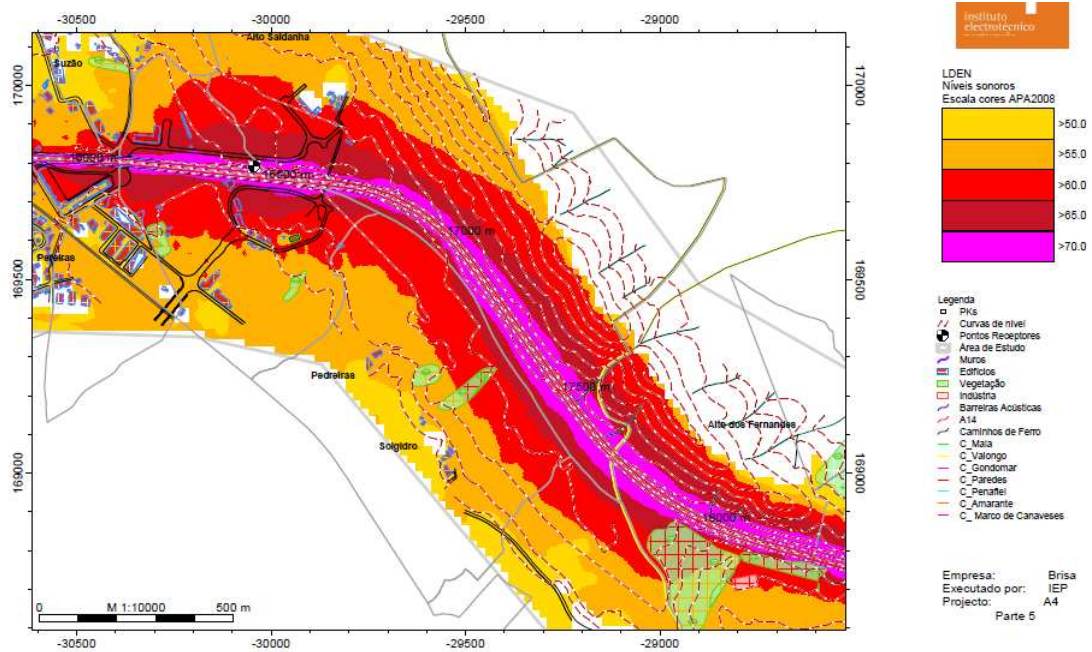 -30500 -30000 -29500 -29000
Alto Saldanha
Suzão
170000 170000
16000 m
16500 m
17000 m
Pereiras
169500 169500
Pedreiras
17500 m
Alto dos Fernandes
Solgidro
169000 169000
18000 m
0 M 1:10000 500 m
-30500 -30000 -29500 -29000
instituto
electrotécnico
LDEN
Níveis sonoros
Escala cores APA2008
>50.0
>55.0
>60.0
>65.0
>70.0
Legenda
PKs
Curvas de nível
Pontos Receptores
Área de Estudo
Muros
Edifícios
Vegetação
Indústria
Barreiras Acústicas
A14
Caminhos de Ferro
C_Maia
C_Valongo
C_Gondomar
C_Paredes
C_Penafiel
C_Amarante
C_ Marco de Canaveses
Empresa: Brisa
Executado por: IEP
Projecto: A4
Parte 5